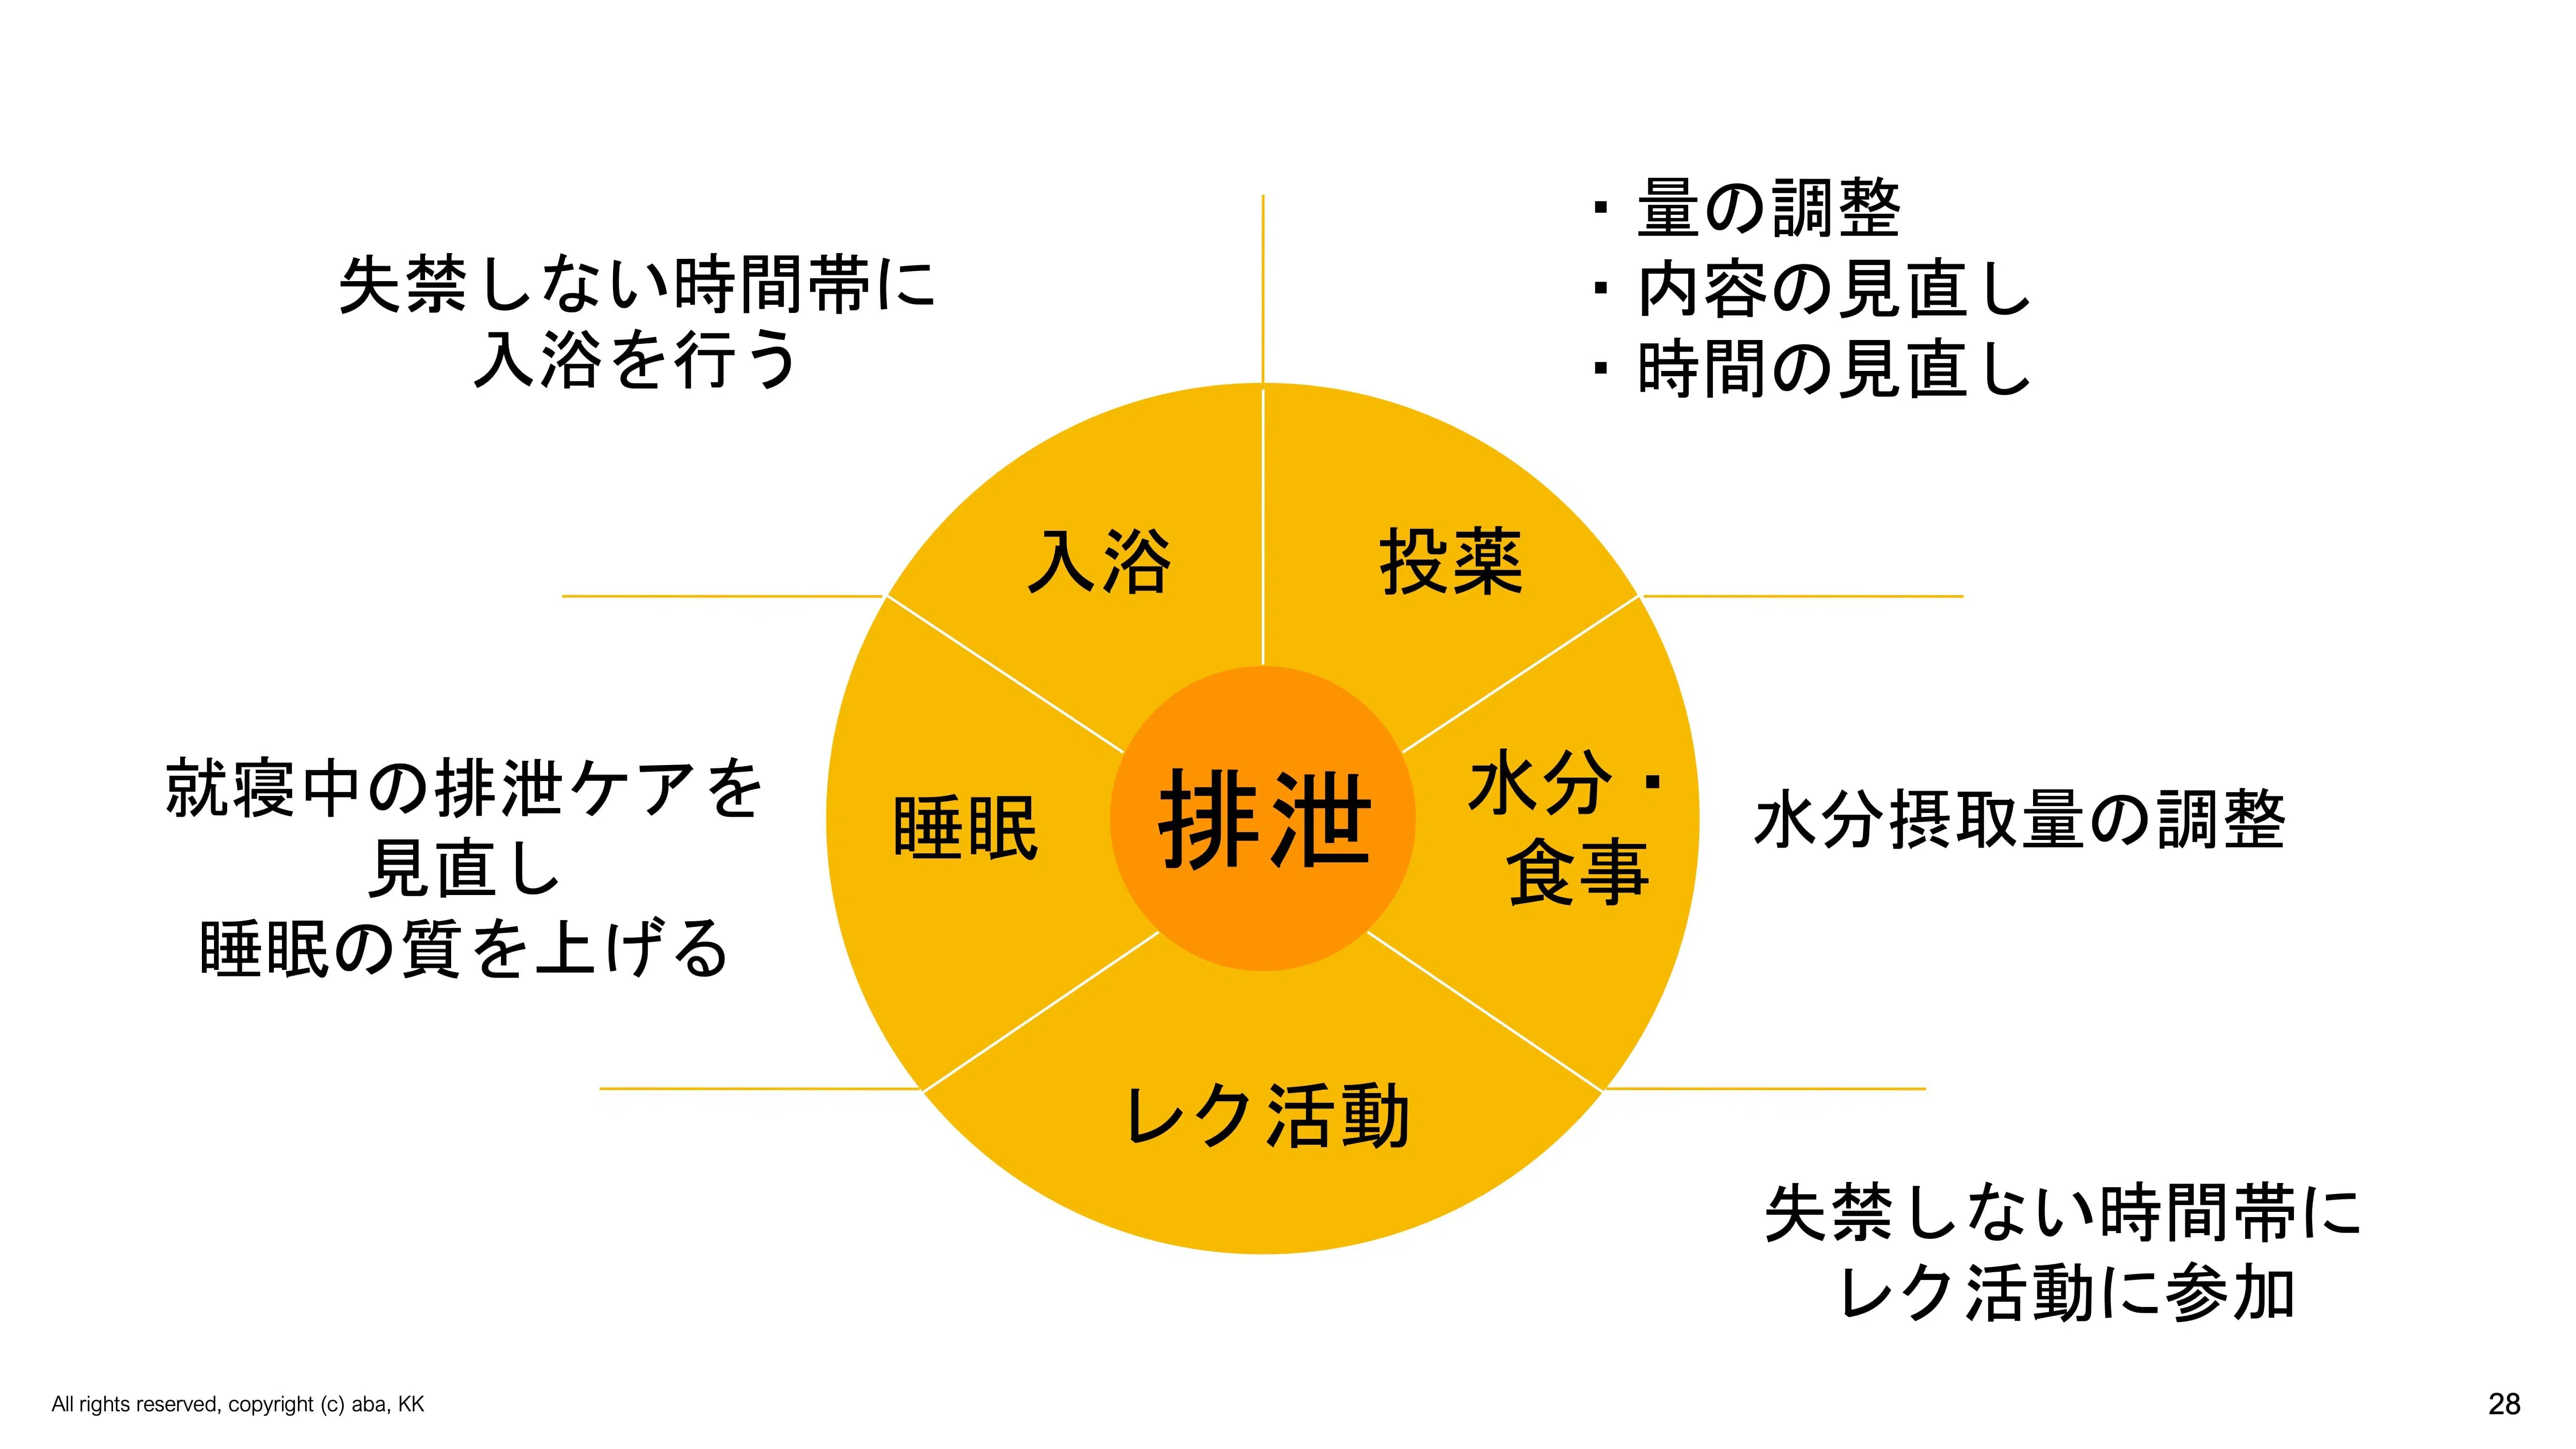 ・量の調整
・内容の見直し
・時間の見直し
失禁しない時間帯に
入浴を行う
入浴
投薬
水分・
食事
排泄
睡眠
水分摂取量の調整
就寝中の排泄ケアを
見直し
睡眠の質を上げる
レク活動
失禁しない時間帯に
レク活動に参加
All rights reserved, copyright (c) aba, KK
28